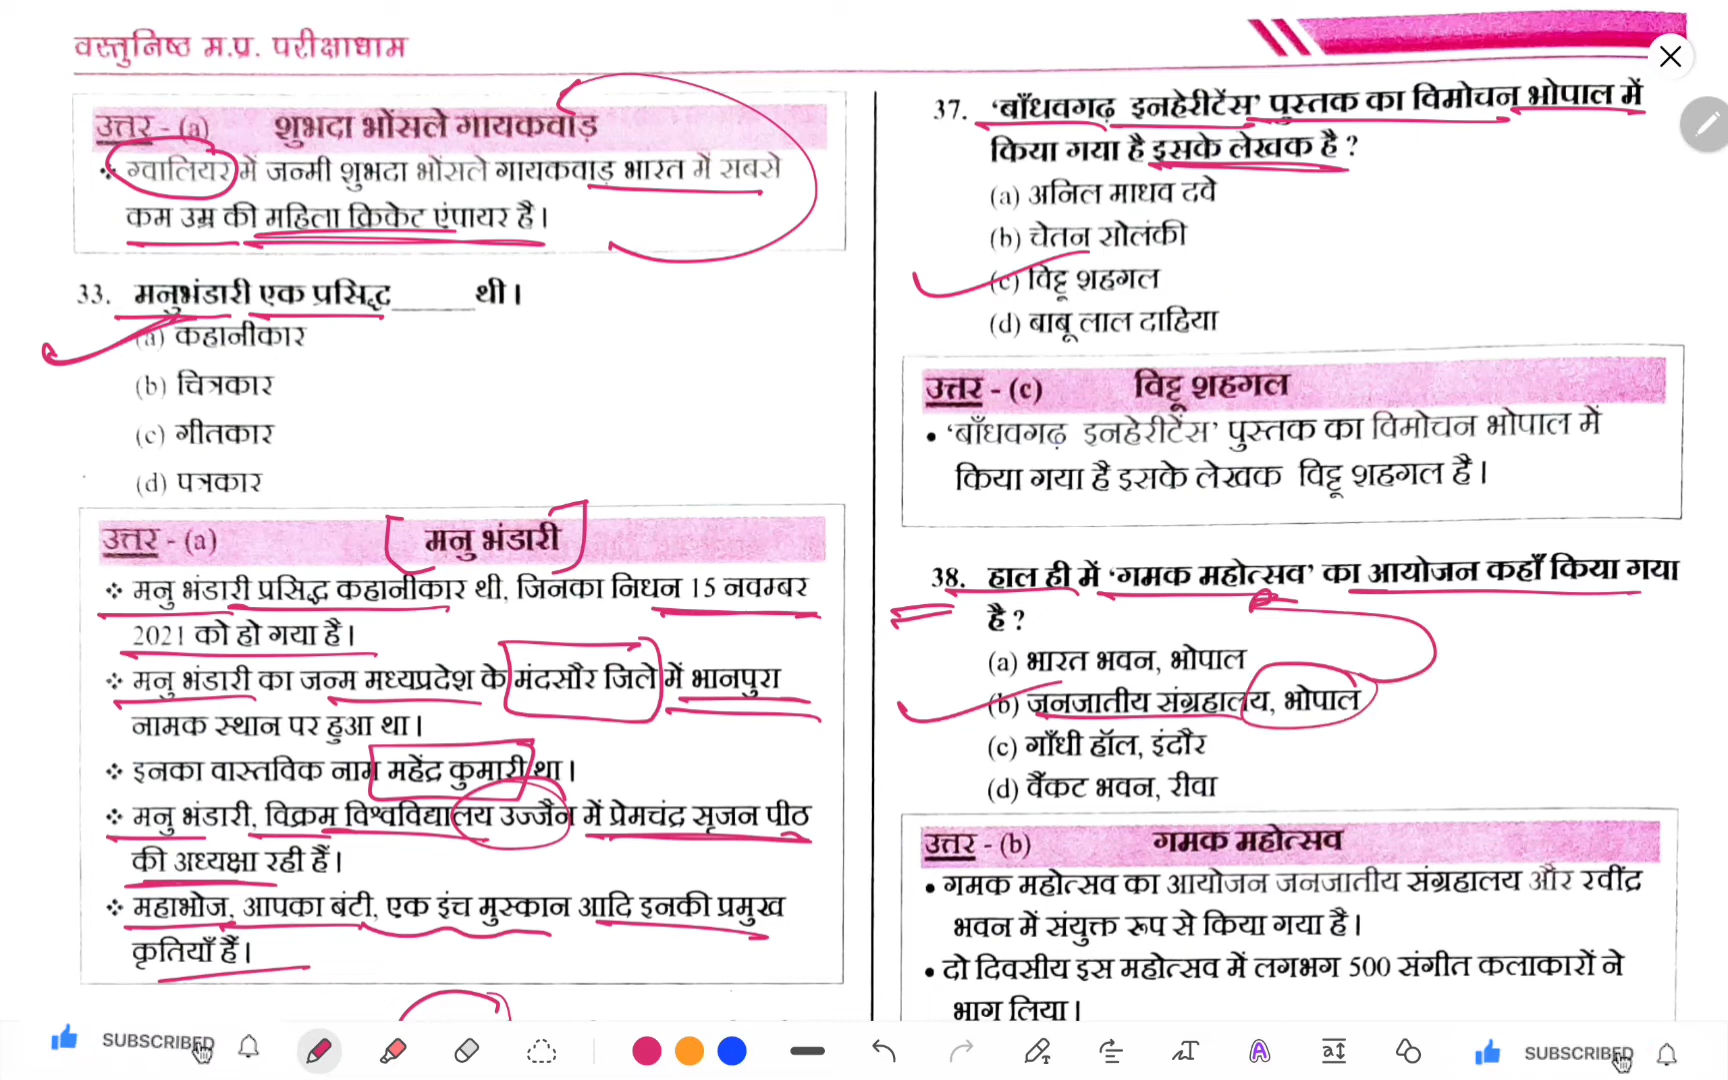 वस्तुनिष्ठ म.प्र. परीक्षाधाम
उत्तर - (a) शुभदा भोंसले गायकवाड़
ग्वालियर में जन्मी शुभदा भोंसले गायकवाड़ भारत में सबसे
कम उम्र की महिला क्रिकेट एंपायर है।
33. मनुभंडारी एक प्रसिद्ध______थी।
(a) कहानीकार
(b) चित्रकार
(c) गीतकार
(d) पत्रकार
उत्तर - (a) मनु भंडारी
❖ मनु भंडारी प्रसिद्ध कहानीकार थी, जिनका निधन 15 नवम्बर
2021 को हो गया है।
❖ मनु भंडारी का जन्म मध्यप्रदेश के मंदसौर जिले में भानपुरा
नामक स्थान पर हुआ था।
❖ इनका वास्तविक नाम महेंद्र कुमारी था।
❖ मनु भंडारी, विक्रम विश्वविद्यालय उज्जैन में प्रेमचंद्र सृजन पीठ
की अध्यक्षा रही हैं।
❖ महाभोज, आपका बंटी, एक इंच मुस्कान आदि इनकी प्रमुख
कृतियाँ हैं।
37. ‘बाँधवगढ़ इनहेरीटेंस’ पुस्तक का विमोचन भोपाल में
किया गया है इसके लेखक है ?
(a) अनिल माधव दवे
(b) चेतन सोलंकी
(c) विट्टू शहगल
(d) बाबू लाल दाहिया
उत्तर - (c) विट्टू शहगल
• ‘बाँधवगढ़ इनहेरीटेंस’ पुस्तक का विमोचन भोपाल में
किया गया है इसके लेखक विट्टू शहगल है।
38. हाल ही में ‘गमक महोत्सव’ का आयोजन कहाँ किया गया
है ?
(a) भारत भवन, भोपाल
(b) जनजातीय संग्रहालय, भोपाल
(c) गाँधी हॉल, इंदौर
(d) वैंकट भवन, रीवा
उत्तर - (b) गमक महोत्सव
• गमक महोत्सव का आयोजन जनजातीय संग्रहालय और रवींद्र
भवन में संयुक्त रूप से किया गया है।
• दो दिवसीय इस महोत्सव में लगभग 500 संगीत कलाकारों ने
भाग लिया।
SUBSCRIBED
SUBSCRIBED